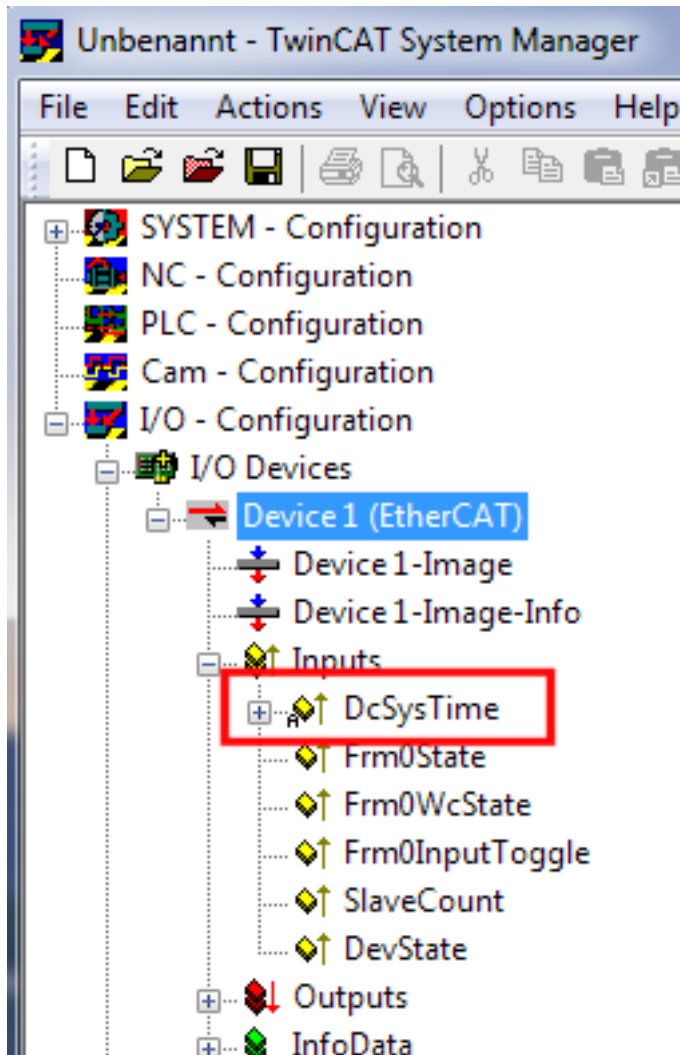 Unbenannt - TwinCAT System Manager
File Edit Actions View Options Help
SYSTEM - Configuration
NC - Configuration
PLC - Configuration
Cam - Configuration
I/O - Configuration
I/O Devices
Device 1 (EtherCAT)
Device 1-Image
Device 1-Image-Info
Inputs
DcSysTime
Frm0State
Frm0WcState
Frm0InputToggle
SlaveCount
DevState
Outputs
InfoData